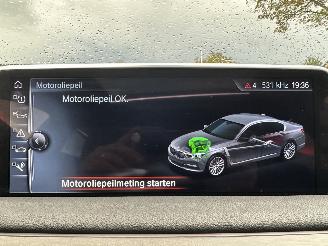 Motoroliepeil
4 531 kHz 19:36
Motoroliepeil OK.
Motoroliepeilmeting starten